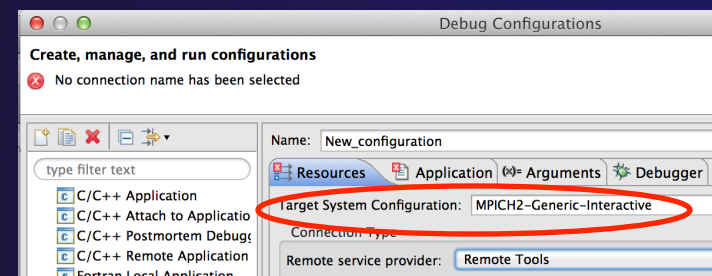 Debug Configurations
Create, manage, and run configurations
No connection name has been selected
Name: New_configuration
type filter text
Resources Application (x)= Arguments Debugger
C/C++ Application
Target System Configuration: MPICH2-Generic-Interactive
C/C++ Attach to Applicatio
C/C++ Postmortem Debugg
Connection Type
C/C++ Remote Application
Remote service provider: Remote Tools
Fortran Local Application